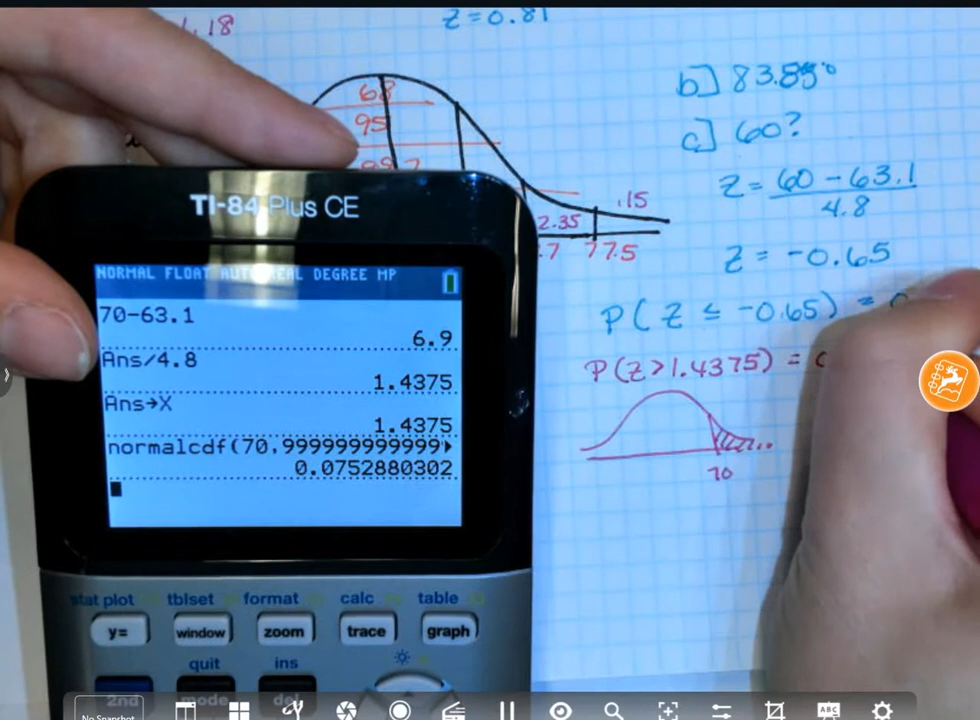 .18
Z = 0.81
68
95
b] 83.85%
c] 60?
Z = 60 - 63.1
4.8
Z = -0.65
P( Z ≤ -0.65) =
P(Z > 1.4375) =
70
.15
2.35
.7 77.5
TI-84 Plus CE
NORMAL FLOAT AUTO REAL DEGREE MP
70-63.1
6.9
Ans/4.8
1.4375
Ans→X
1.4375
normalcdf(70,999999999999
0.0752880302
stat plot tblset format calc table
y= window zoom trace graph
quit ins
2nd mode del
No Snapshot
ABC